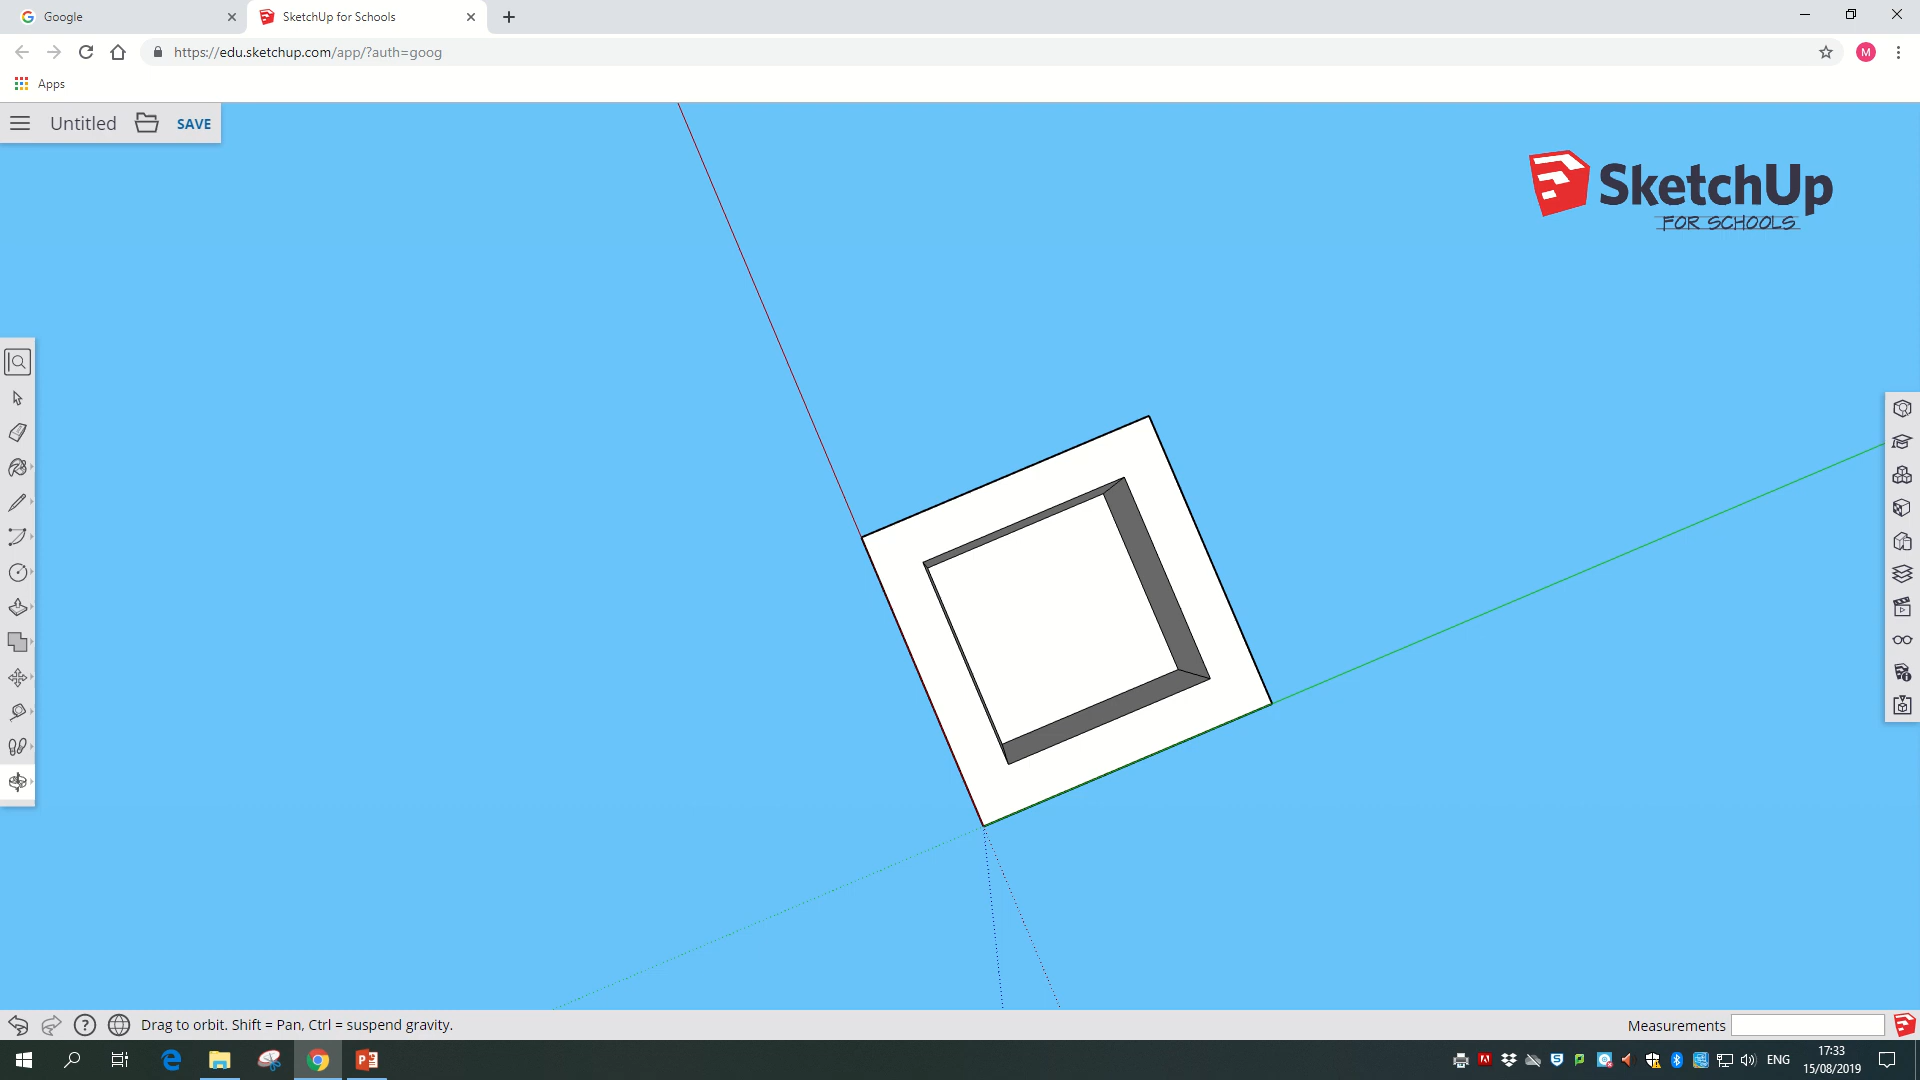 Google
SketchUp for Schools
https://edu.sketchup.com/app/?auth=goog
M
Apps
Untitled
SAVE
SketchUp
FOR SCHOOLS
Drag to orbit. Shift = Pan, Ctrl = suspend gravity.
Measurements
ENG
17:33
15/08/2019